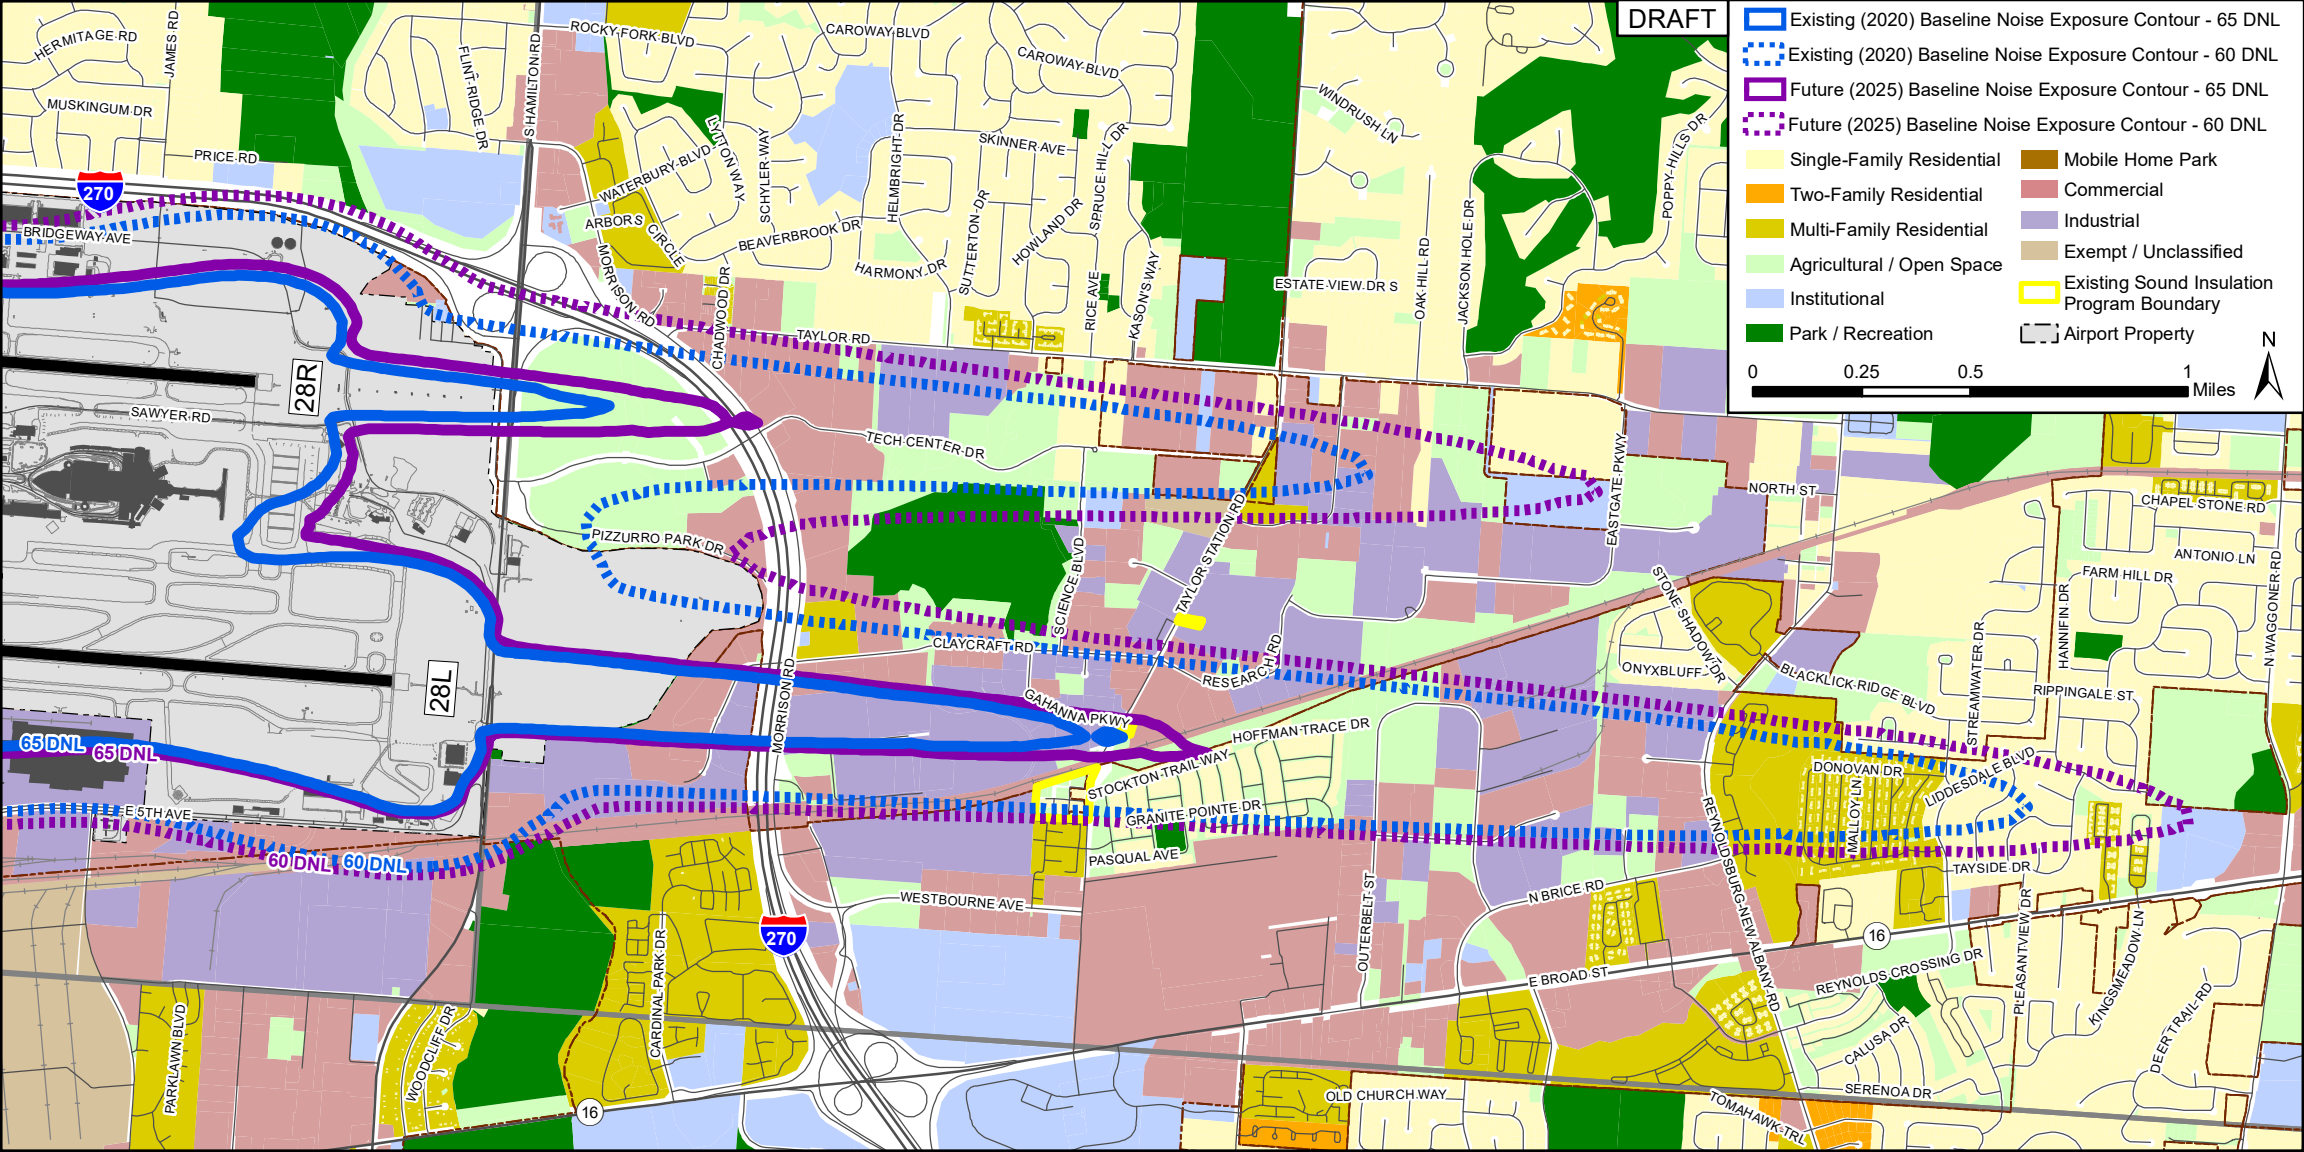 DRAFT
Existing (2020) Baseline Noise Exposure Contour - 65 DNL
Existing (2020) Baseline Noise Exposure Contour - 60 DNL
Future (2025) Baseline Noise Exposure Contour - 65 DNL
Future (2025) Baseline Noise Exposure Contour - 60 DNL
Single-Family Residential
Two-Family Residential
Multi-Family Residential
Agricultural / Open Space
Institutional
Park / Recreation
Mobile Home Park
Commercial
Industrial
Exempt / Unclassified
Existing Sound Insulation
Program Boundary
Airport Property
N
0 0.25 0.5 1
Miles
HERMITAGE RD
JAMES RD
MUSKINGUM DR
PRICE RD
FLINT RIDGE DR
S HAMILTON RD
ROCKY FORK BLVD
CAROWAY BLVD
CAROWAY BLVD
LYTTON WAY
SCHYLER WAY
WATERBURY BLVD
ARBORS
CIRCLE
MORRISON RD
BEAVERBROOK DR
HELMBRIGHT DR
HARMONY DR
SKINNER AVE
SUTTERTON DR
HOWLAND DR
SPRUCE HILL DR
RICE AVE
KASONS WAY
WINDRUSH LN
ESTATE VIEW DR S
OAK HILL RD
JACKSON HOLE DR
POPPY HILLS DR
270
BRIDGEWAY AVE
CHADWOOD DR
TAYLOR RD
28R
SAWYER RD
TECH CENTER DR
PIZZURRO PARK DR
SCIENCE BLVD
TAYLOR STATION RD
EASTGATE PKWY
NORTH ST
CHAPEL STONE RD
ANTONIO LN
FARM HILL DR
HANNIFIN DR
N WAGGONER RD
STONE SHADOW DR
ONYXBLUFF
BLACKLICK RIDGE BLVD
STREAMWATER DR
RIPPINGALE ST
CLAYCRAFT RD
RESEARCH RD
28L
MORRISON RD
GAHANNA PKWY
HOFFMAN TRACE DR
STOCKTON TRAIL WAY
GRANITE POINTE DR
PASQUAL AVE
DONOVAN DR
MALLOY LN
LIDDESDALE BLVD
TAYSIDE DR
65 DNL
65 DNL
E 5TH AVE
60 DNL
60 DNL
WESTBOURNE AVE
OUTERBELT ST
N BRICE RD
REYNOLDSBURG-NEW ALBANY RD
16
E BROAD ST
REYNOLDS CROSSING DR
PLEASANTVIEW DR
KINGSMEADOW LN
DEER TRAIL RD
CALUSA DR
SERENOA DR
TOMAHAWK TRL
OLD CHURCH WAY
270
CARDINAL PARK DR
PARKLAWN BLVD
WOODCLIFF DR
16